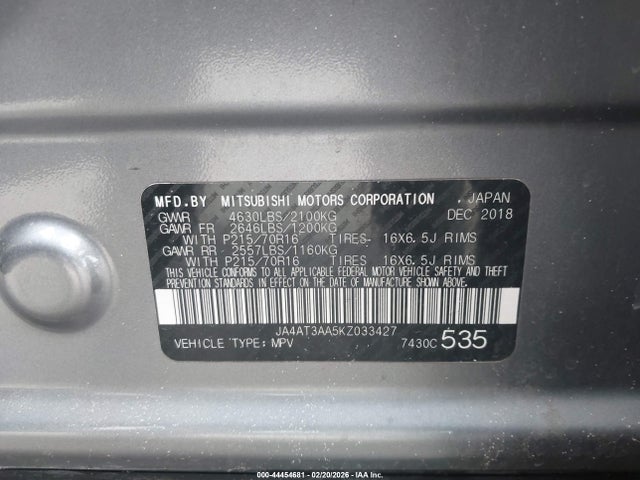 MFD.BY MITSUBISHI MOTORS CORPORATION , JAPAN
GVWR 4630LBS/2100KG DEC 2018
GAWR FR 2646LBS/1200KG
WITH P215/70R16 TIRES- 16X6.5J RIMS
GAWR RR 2557LBS/1160KG
WITH P215/70R16 TIRES- 16X6.5J RIMS
THIS VEHICLE CONFORMS TO ALL APPLICABLE FEDERAL MOTOR VEHICLE SAFETY AND
THEFT PREVENTION STANDARDS IN EFFECT ON THE DATE OF MANUFACTURE SHOWN ABOVE.
JA4AT3AA5KZ033427
VEHICLE TYPE: MPV 7430C 535
000-44454681 - 02/20/2026 - IAA Inc.